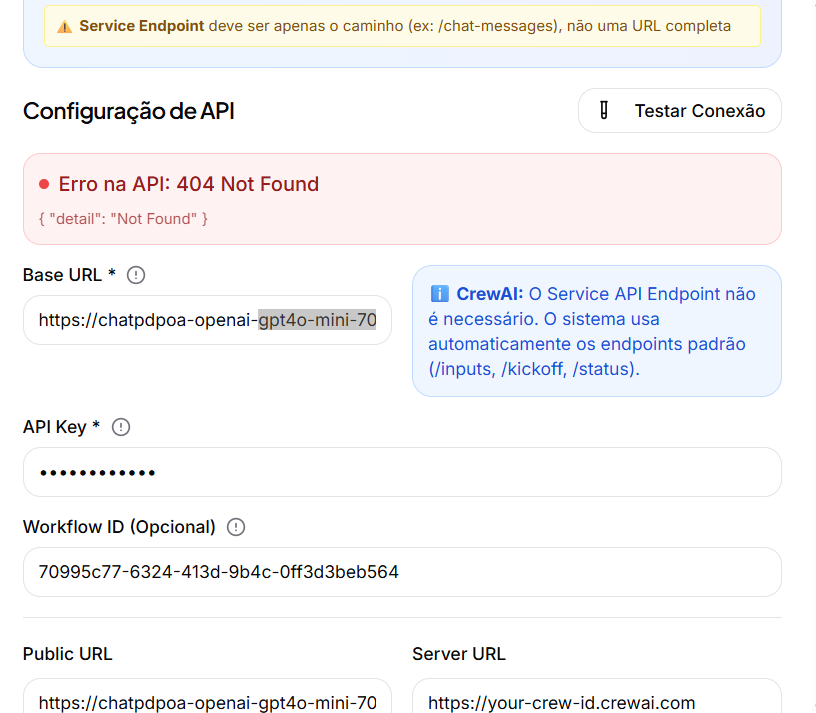 ⚠️ Service Endpoint deve ser apenas o caminho (ex: /chat-messages), não uma URL completa
Configuração de API
Testar Conexão
Erro na API: 404 Not Found
{ "detail": "Not Found" }
Base URL *
https://chatpdpoa-openai-gpt4o-mini-70
ℹ️ CrewAI: O Service API Endpoint não
é necessário. O sistema usa
automaticamente os endpoints padrão
(/inputs, /kickoff, /status).
API Key *
••••••••••••
Workflow ID (Opcional)
70995c77-6324-413d-9b4c-0ff3d3beb564
Public URL
https://chatpdpoa-openai-gpt4o-mini-70
Server URL
https://your-crew-id.crewai.com